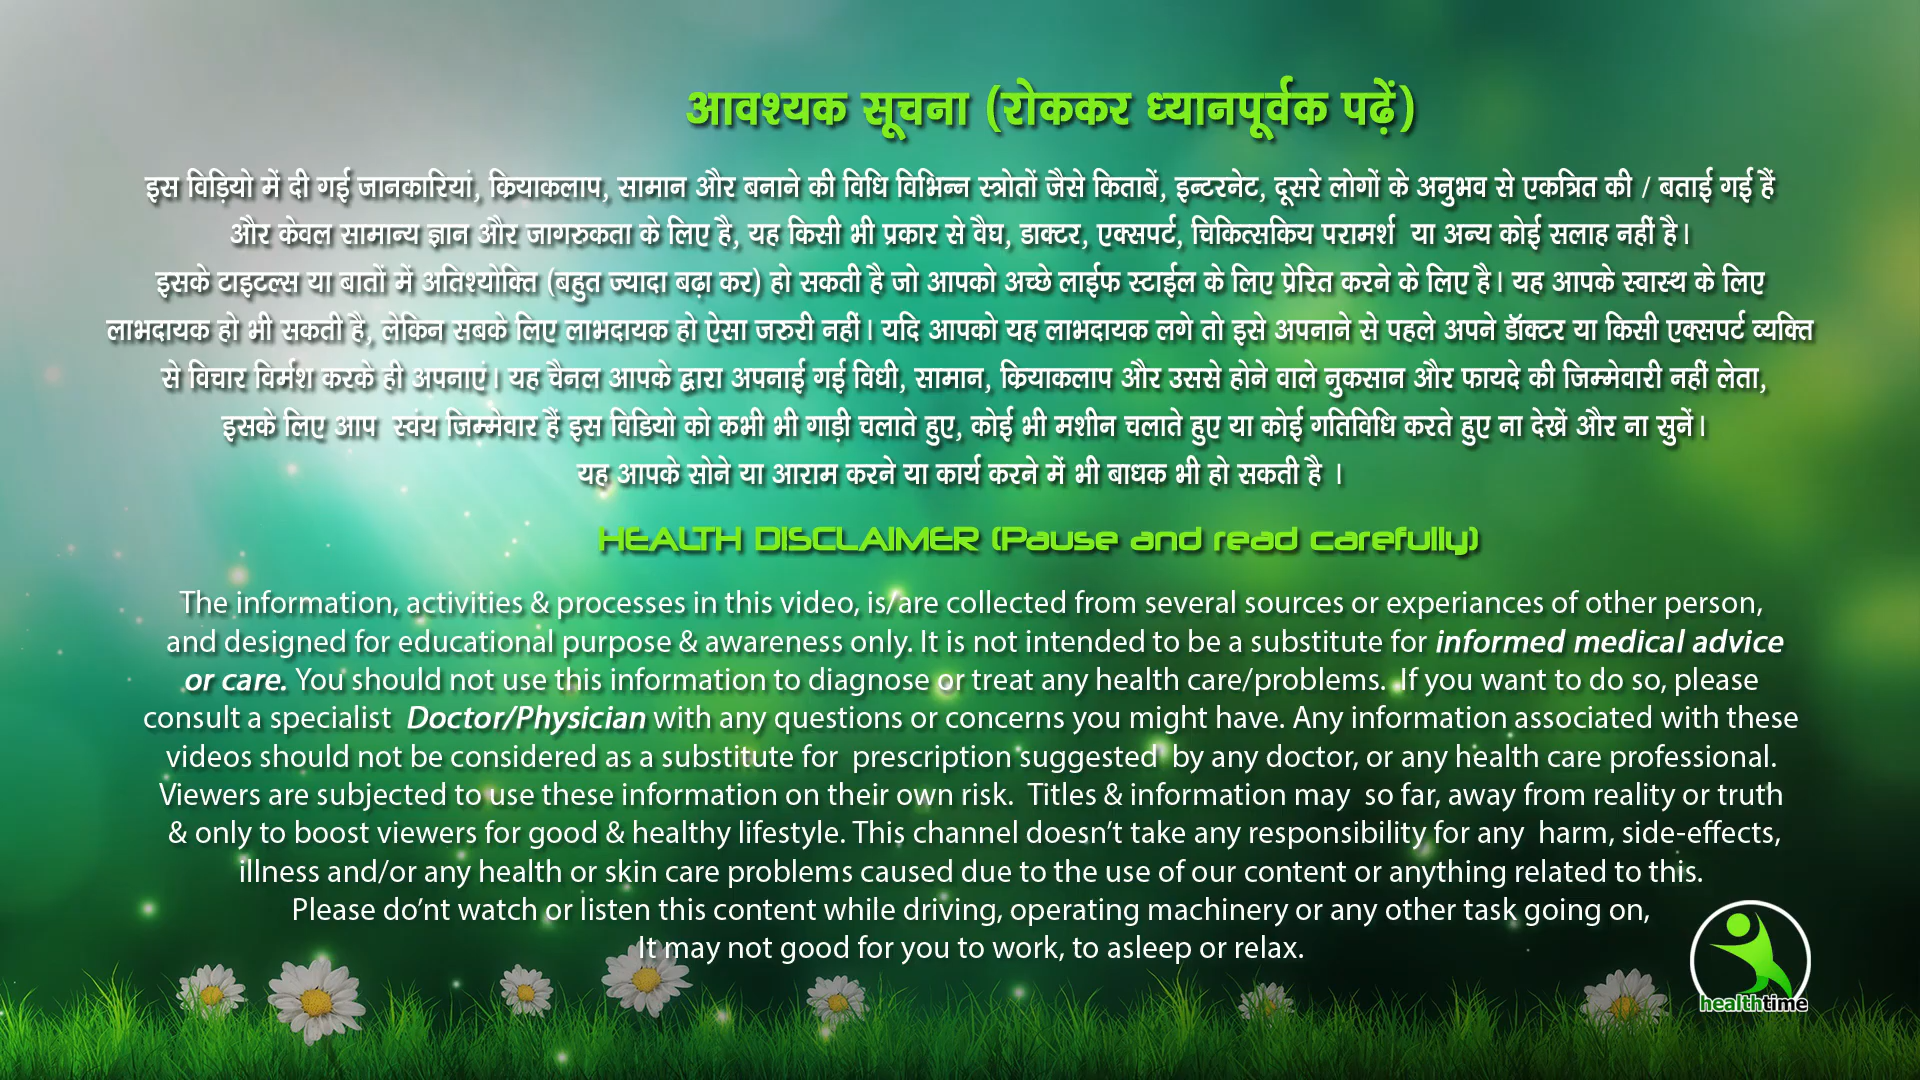 आवश्यक सूचना (रोककर ध्यानपूर्वक पढ़ें)
इस विड़ियो में दी गई जानकारियां, क्रियाकलाप, सामान और बनाने की विधि विभिन्न स्त्रोतों जैसे किताबें, इन्टरनेट, दूसरे लोगों के अनुभव से एकत्रित की / बताई गई हैं
और केवल सामान्य ज्ञान और जागरुकता के लिए है, यह किसी भी प्रकार से वैघ, डाक्टर, एक्सपर्ट, चिकित्सकिय परामर्श या अन्य कोई सलाह नहीं है।
इसके टाइटल्स या बातों में अतिश्योक्ति (बहुत ज्यादा बढ़ा कर) हो सकती है जो आपको अच्छे लाईफ स्टाईल के लिए प्रेरित करने के लिए है। यह आपके स्वास्थ के लिए
लाभदायक हो भी सकती है, लेकिन सबके लिए लाभदायक हो ऐसा जरुरी नहीं। यदि आपको यह लाभदायक लगे तो इसे अपनाने से पहले अपने डॉक्टर या किसी एक्सपर्ट व्यक्ति
से विचार विर्मश करके ही अपनाएं। यह चैनल आपके द्वारा अपनाई गई विधी, सामान, क्रियाकलाप और उससे होने वाले नुकसान और फायदे की जिम्मेवारी नहीं लेता,
इसके लिए आप स्वंय जिम्मेवार हैं इस विडियो को कभी भी गाड़ी चलाते हुए, कोई भी मशीन चलाते हुए या कोई गतिविधि करते हुए ना देखें और ना सुनें।
यह आपके सोने या आराम करने या कार्य करने में भी बाधक भी हो सकती है ।
HEALTH DISCLAIMER (Pause and read carefully)
The information, activities & processes in this video, is/are collected from several sources or experiances of other person,
and designed for educational purpose & awareness only. It is not intended to be a substitute for informed medical advice
or care. You should not use this information to diagnose or treat any health care/problems. If you want to do so, please
consult a specialist Doctor/Physician with any questions or concerns you might have. Any information associated with these
videos should not be considered as a substitute for prescription suggested by any doctor, or any health care professional.
Viewers are subjected to use these information on their own risk. Titles & information may so far, away from reality or truth
& only to boost viewers for good & healthy lifestyle. This channel doesn’t take any responsibility for any harm, side-effects,
illness and/or any health or skin care problems caused due to the use of our content or anything related to this.
Please do’nt watch or listen this content while driving, operating machinery or any other task going on,
It may not good for you to work, to asleep or relax.
healthtime